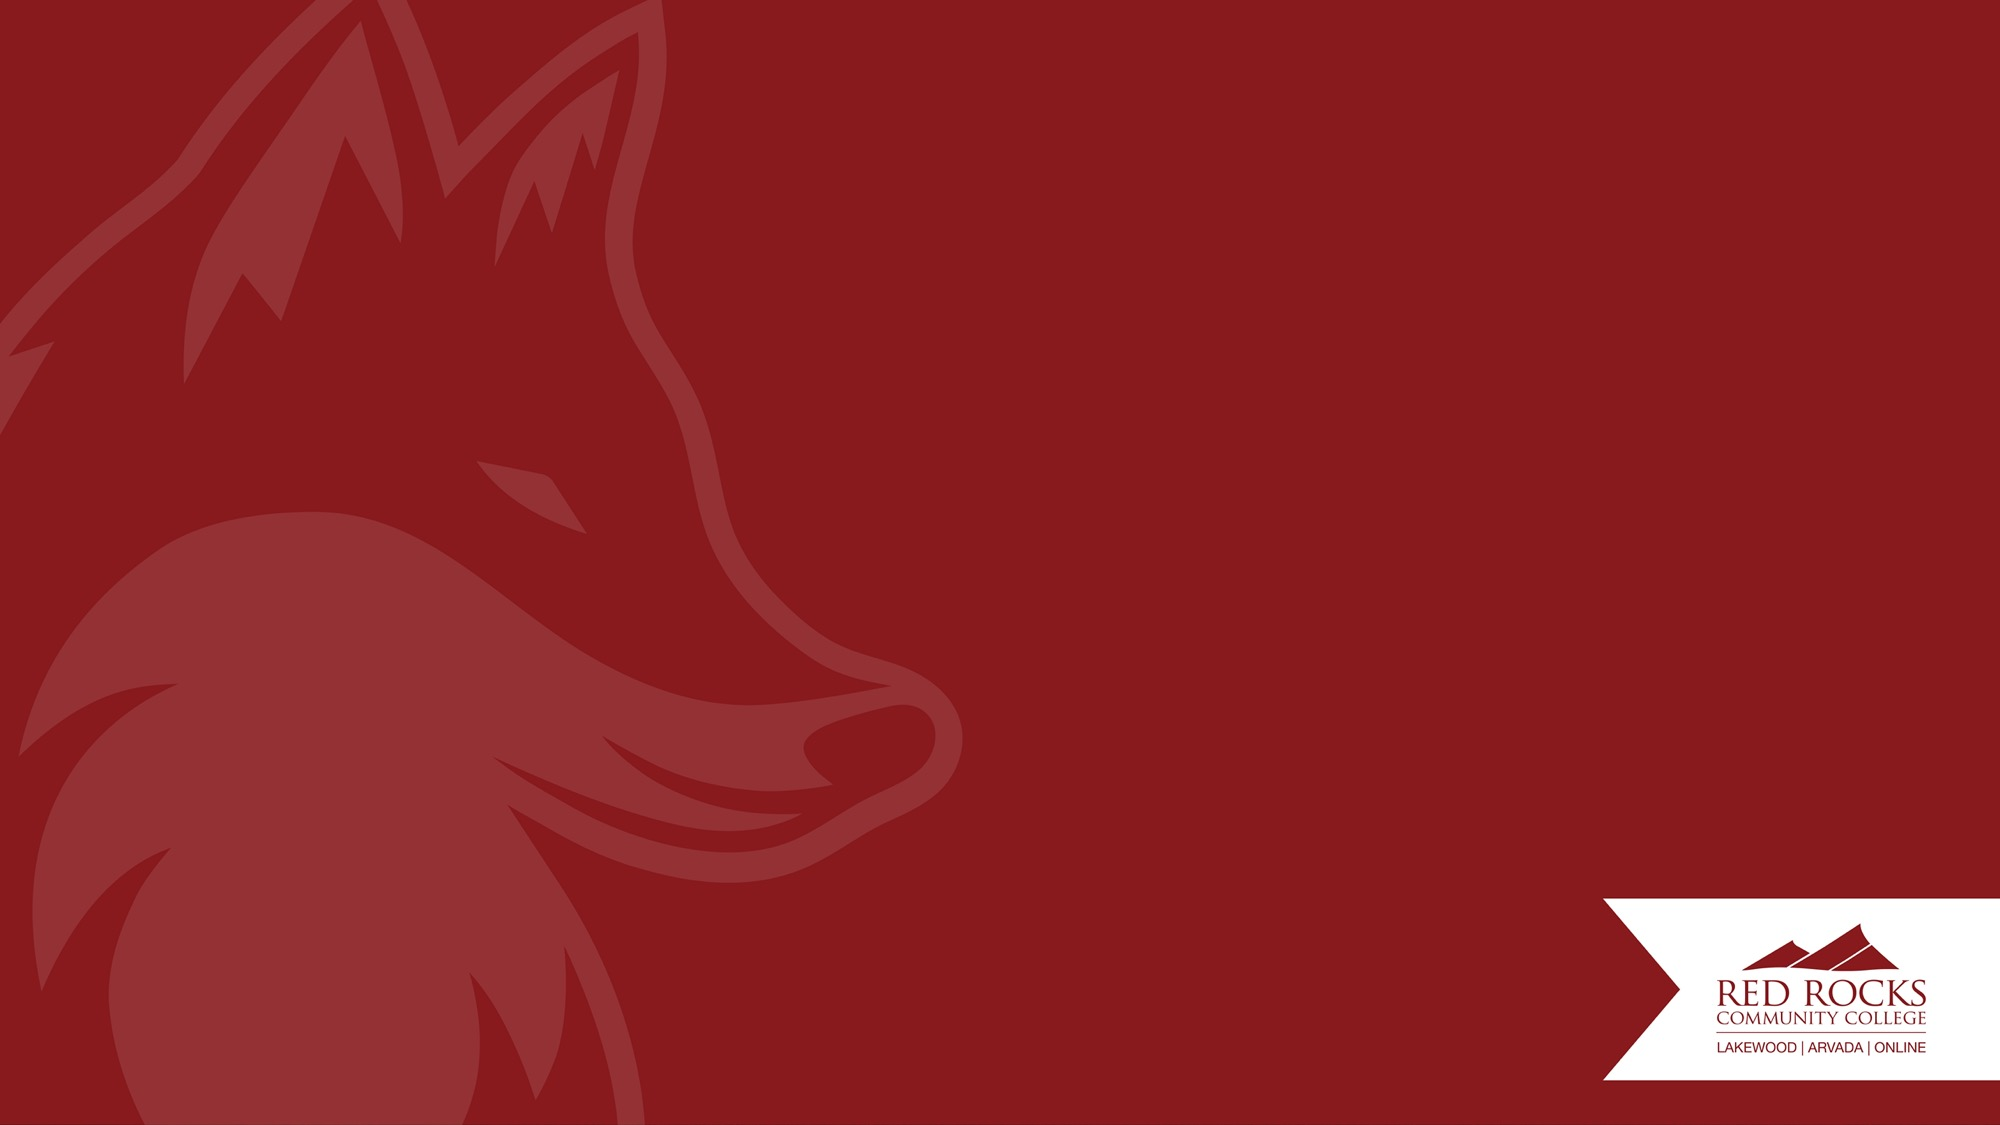 RED ROCKS
COMMUNITY COLLEGE
LAKEWOOD | ARVADA | ONLINE